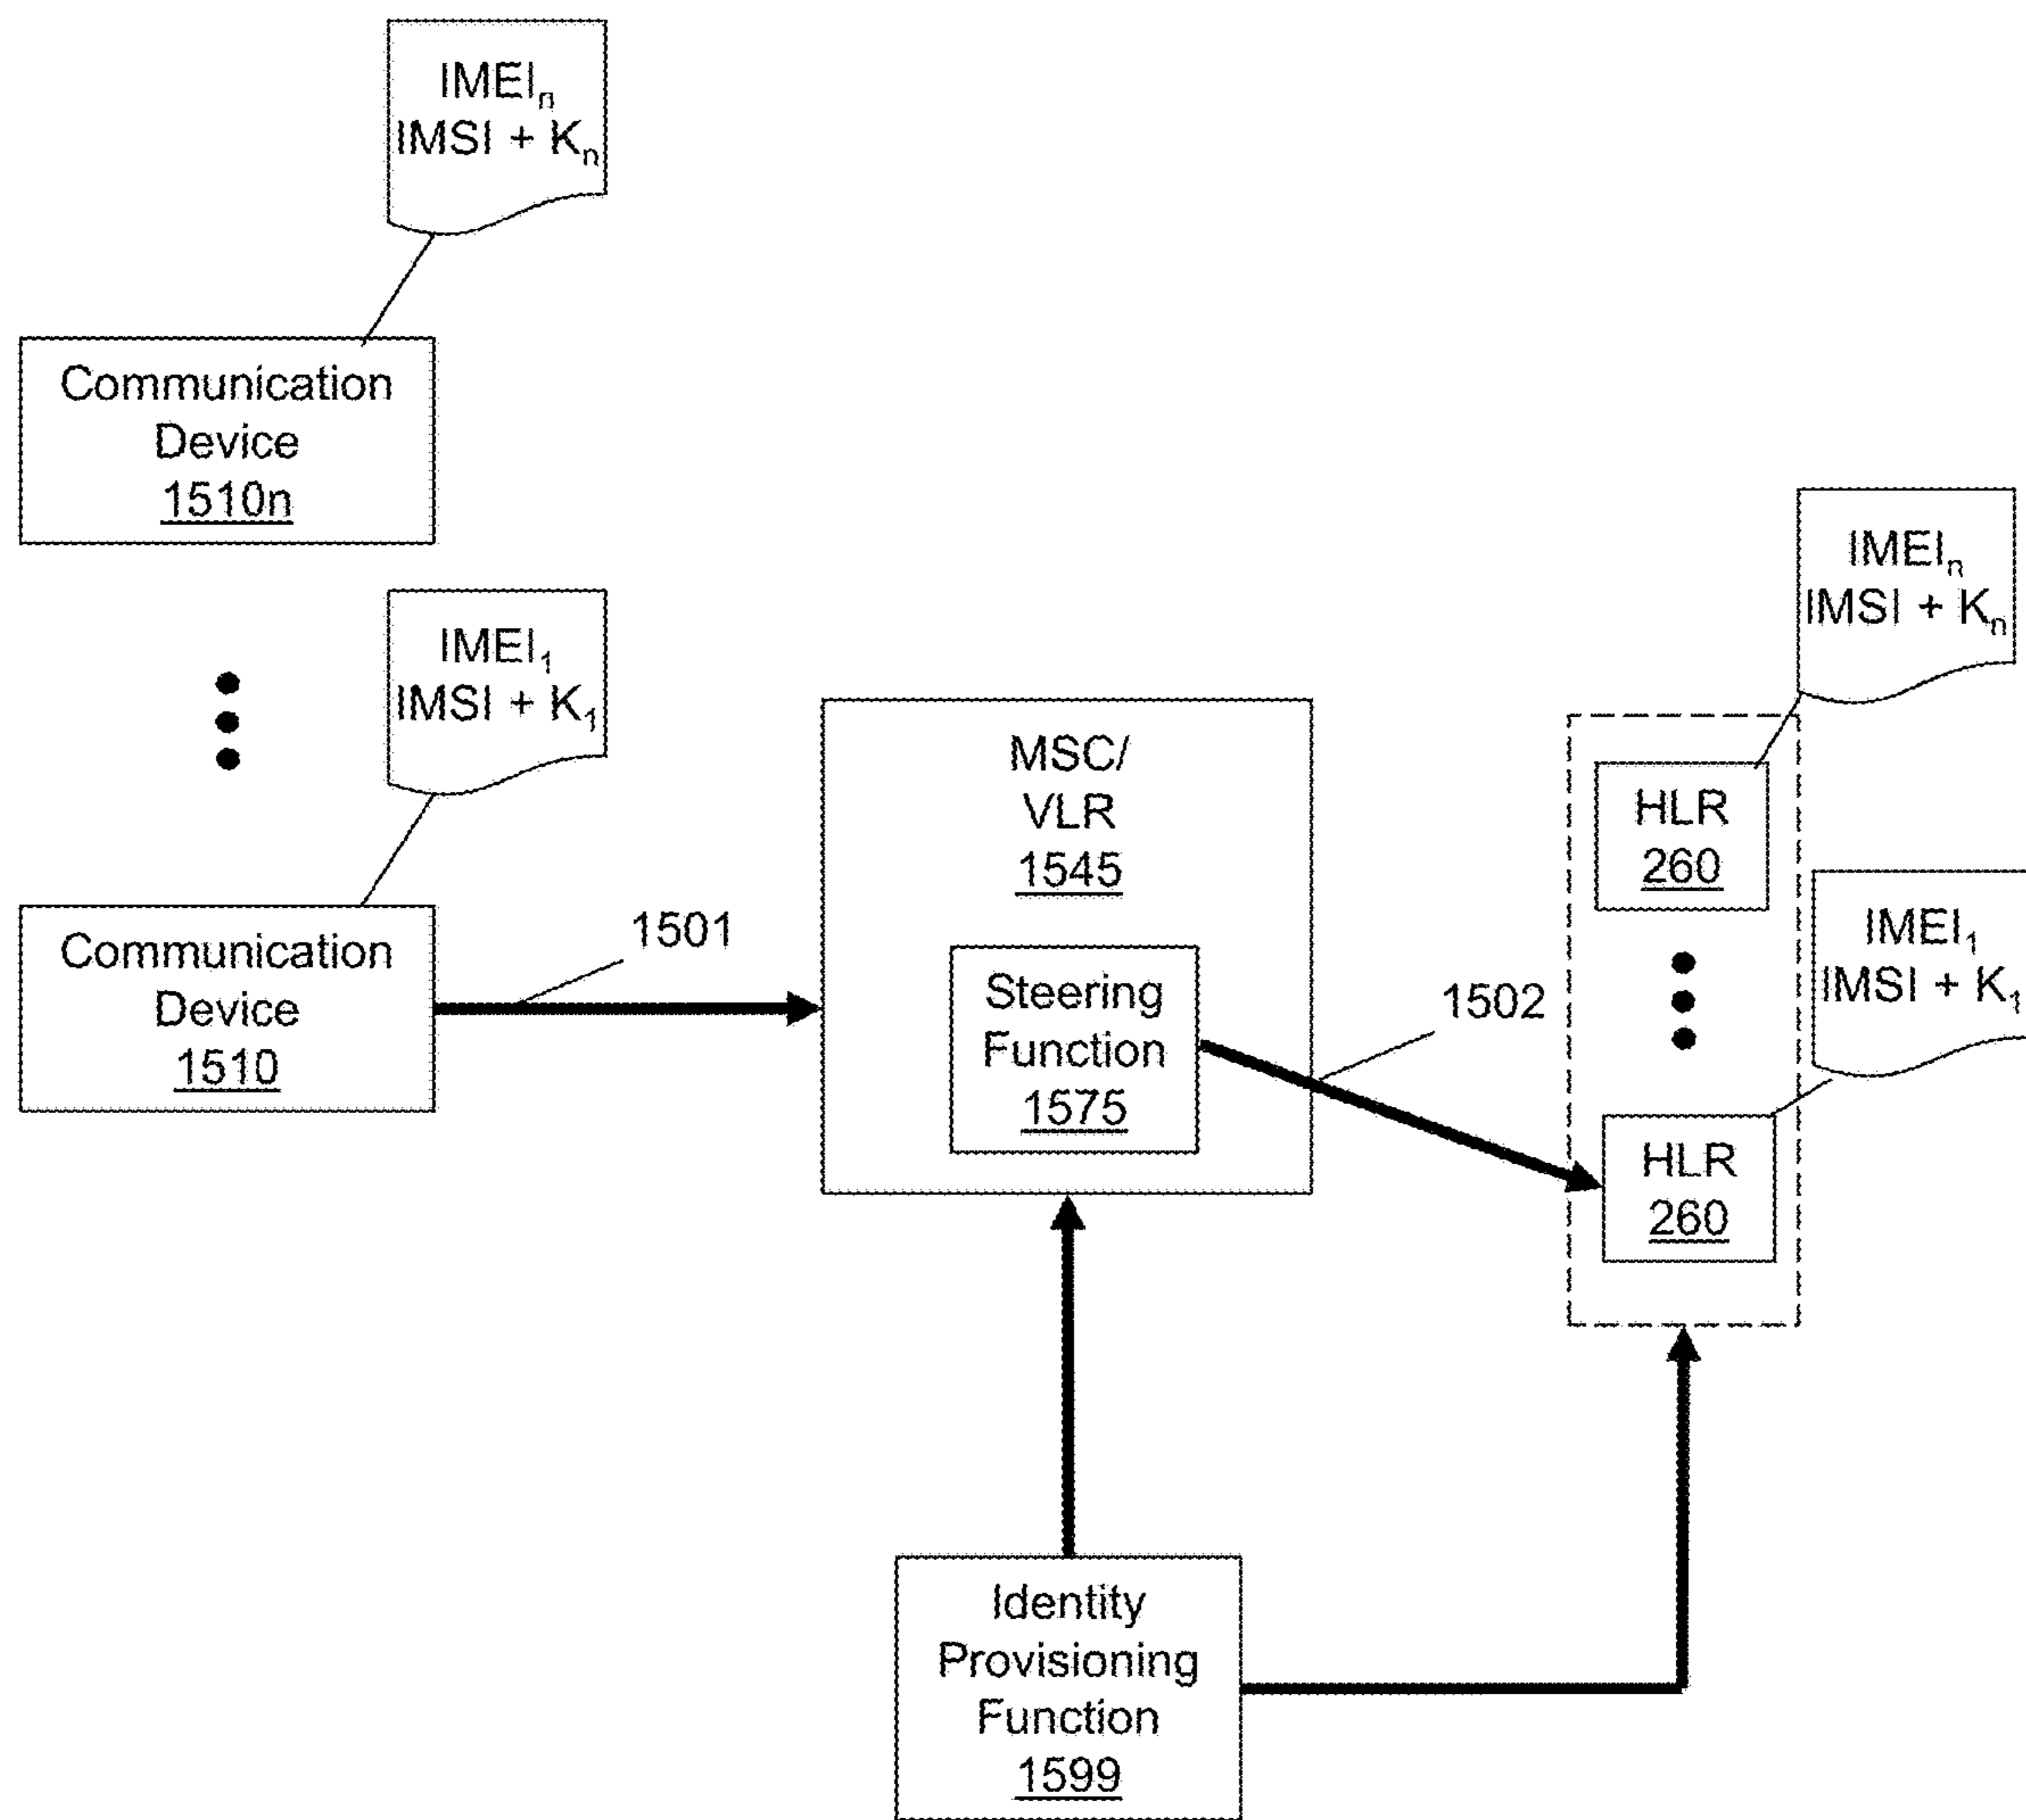 IMEIn
IMSI + Kn
Communication
Device
1510n
IMEI1
IMSI + K1
Communication
Device
1510
1501
MSC/
VLR
1545
Steering
Function
1575
1502
IMEIn
IMSI + Kn
HLR
260
IMEI1
IMSI + K1
HLR
260
Identity
Provisioning
Function
1599